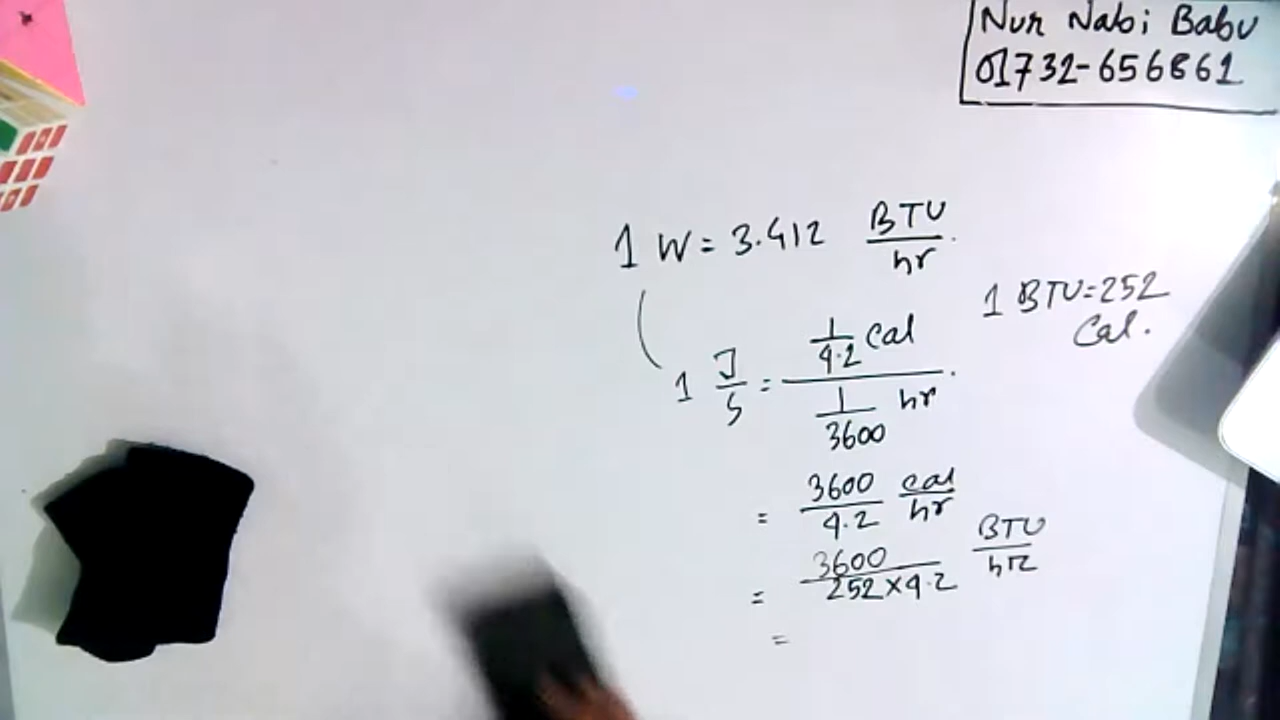 Nur Nabi Babu
01732-656861
1 W = 3.412 BTU/hr.
1 BTU=252
Cal.
1 J/S = (1/4.2 Cal)/(1/3600 hr).
= 3600/4.2 cal/hr
= 3600/252×4.2 BTU/hr
=